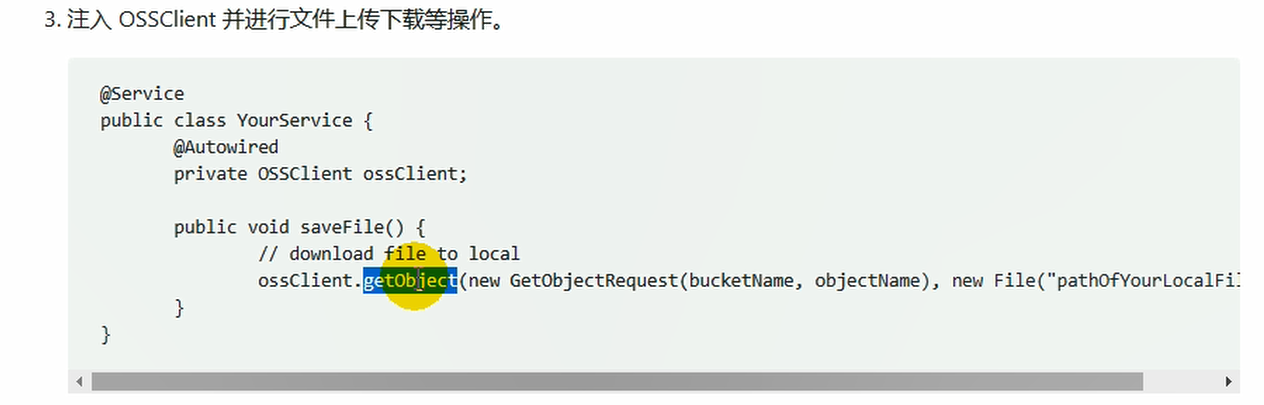 3. 注入 OSSClient 并进行文件上传下载等操作。
@Service
public class YourService {
@Autowired
private OSSClient ossClient;
public void saveFile() {
// download file to local
ossClient.getObject(new GetObjectRequest(bucketName, objectName), new File("pathOfYourLocalFil
}
}